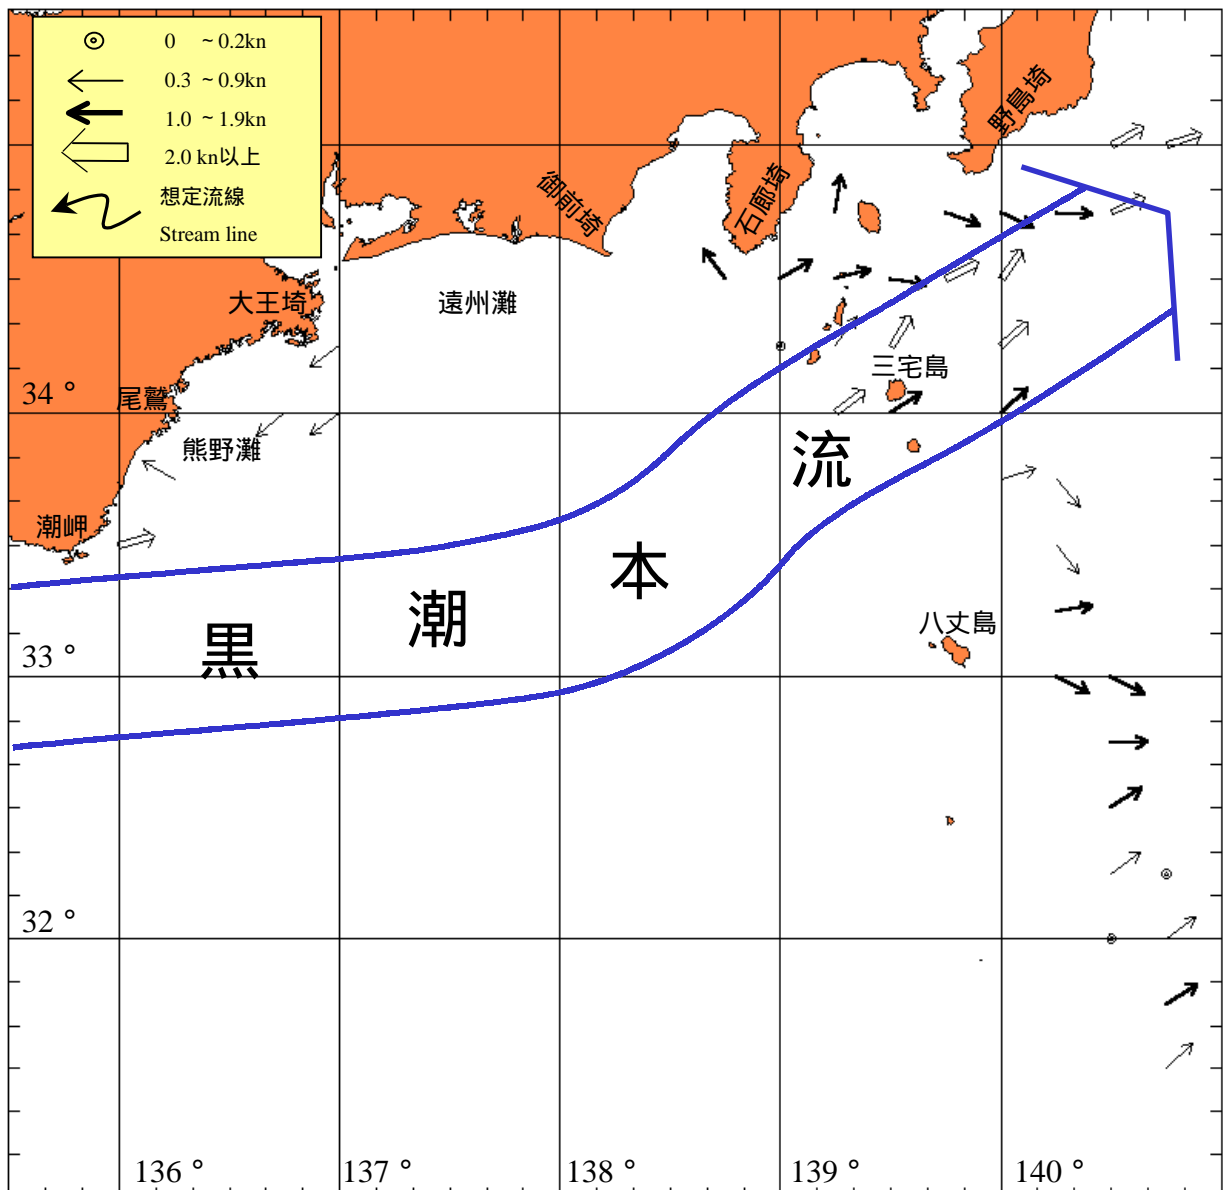 0 ~0.2kn
0.3 ~0.9kn
1.0 ~1.9kn
2.0 kn以上
想定流線
Stream line
野島埼
石廊埼
御前埼
大王埼
遠州灘
三宅島
34°
尾鷲
熊野灘
流
潮岬
本
潮
黒
八丈島
33°
32°
136°
137°
138°
139°
140°